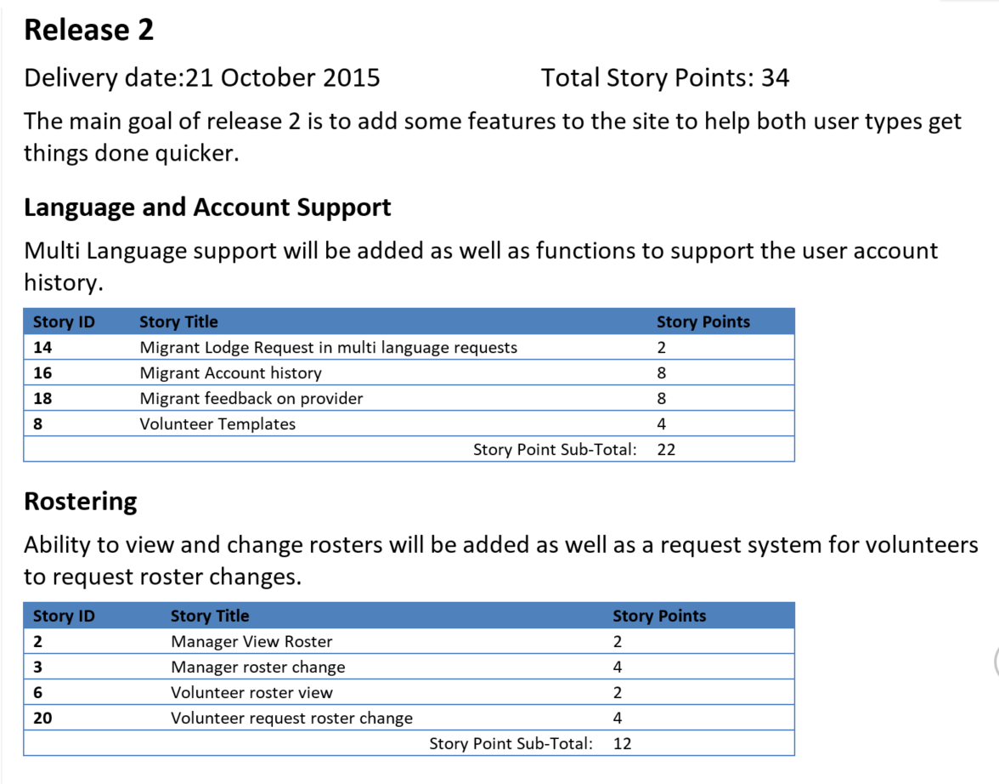 Release 2
Delivery date:21 October 2015 Total Story Points: 34
The main goal of release 2 is to add some features to the site to help both user types get
things done quicker.
Language and Account Support
Multi Language support will be added as well as functions to support the user account
history.
Story ID Story Title Story Points
14 Migrant Lodge Request in multi language requests 2
16 Migrant Account history 8
18 Migrant feedback on provider 8
8 Volunteer Templates 4
Story Point Sub-Total: 22
Rostering
Ability to view and change rosters will be added as well as a request system for volunteers
to request roster changes.
Story ID Story Title Story Points
2 Manager View Roster 2
3 Manager roster change 4
6 Volunteer roster view 2
20 Volunteer request roster change 4
Story Point Sub-Total: 12